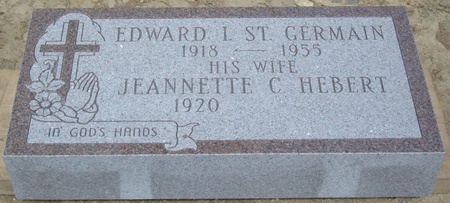 EDWARD I. ST. GERMAIN
1918 — 1955
HIS WIFE
JEANNETTE C. HEBERT
1920
IN GOD'S HANDS